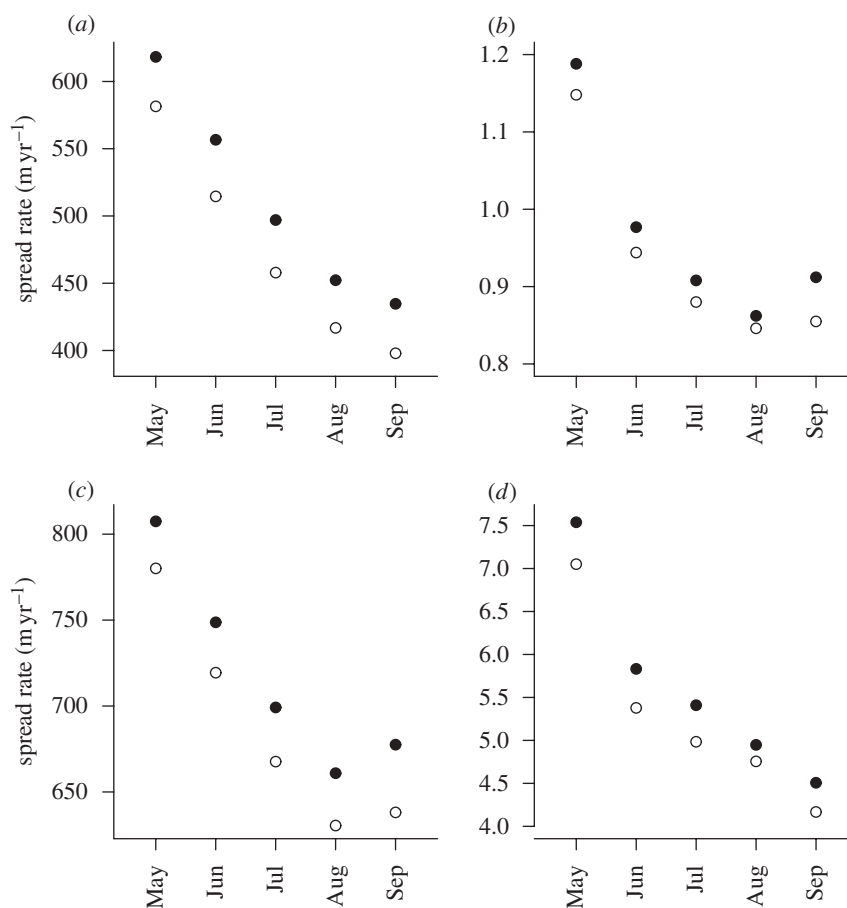 (a)
spread rate (m yr−1)
600
550
500
450
400
May
Jun
Jul
Aug
Sep
(b)
1.2
1.1
1.0
0.9
0.8
May
Jun
Jul
Aug
Sep
(c)
spread rate (m yr−1)
800
750
700
650
May
Jun
Jul
Aug
Sep
(d)
7.5
7.0
6.5
6.0
5.5
5.0
4.5
4.0
May
Jun
Jul
Aug
Sep